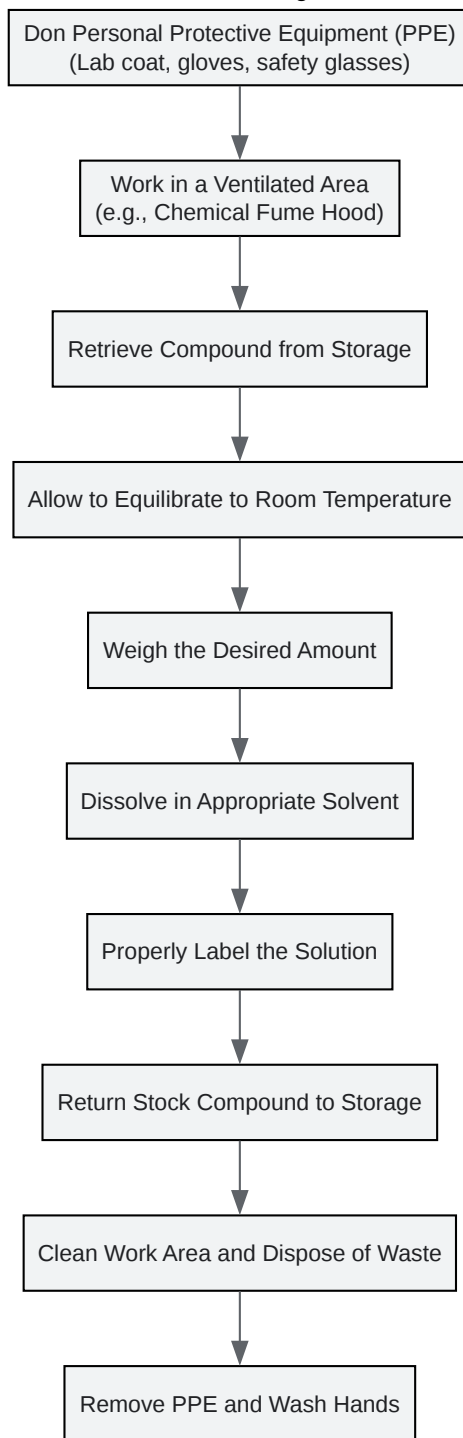 Don Personal Protective Equipment (PPE)
(Lab coat, gloves, safety glasses)
Work in a Ventilated Area
(e.g., Chemical Fume Hood)
Retrieve Compound from Storage
Allow to Equilibrate to Room Temperature
Weigh the Desired Amount
Dissolve in Appropriate Solvent
Properly Label the Solution
Return Stock Compound to Storage
Clean Work Area and Dispose of Waste
Remove PPE and Wash Hands